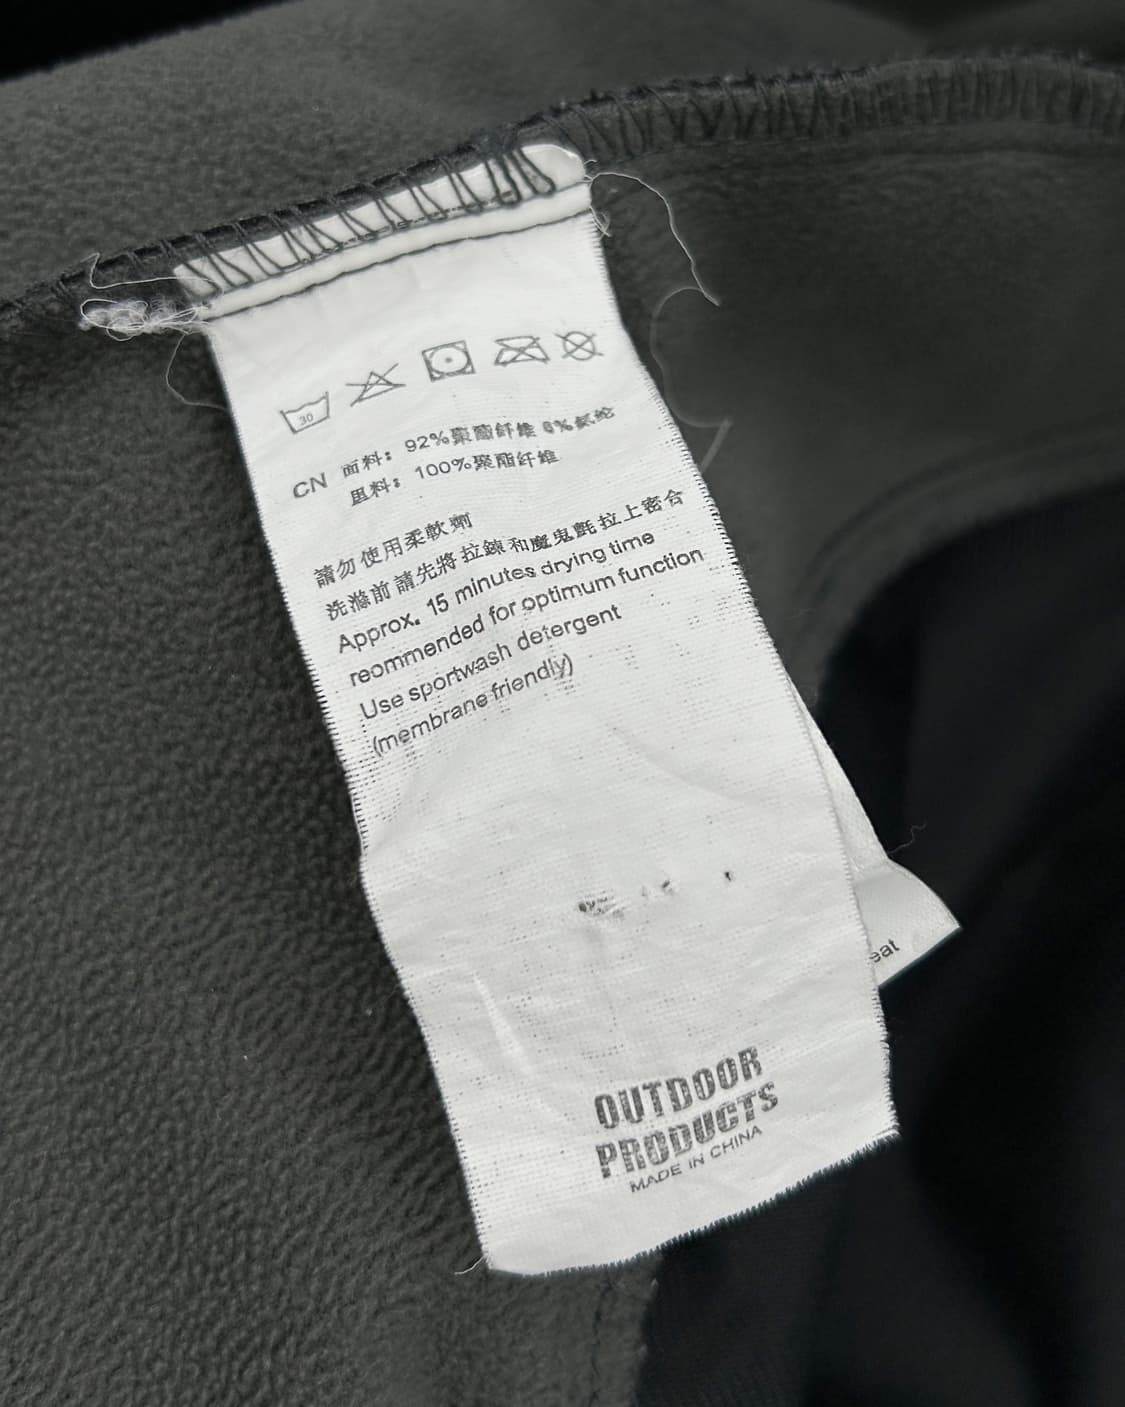 30
CN 面料: 92%聚酯纤维 8%氨纶
里料: 100%聚酯纤维
請勿使用柔軟劑
洗滌前請先將拉鍊和魔鬼氈拉上密合
Approx. 15 minutes drying time
reommended for optimum function
Use sportwash detergent
(membrane friendly)
eat
OUTDOOR
PRODUCTS
MADE IN CHINA